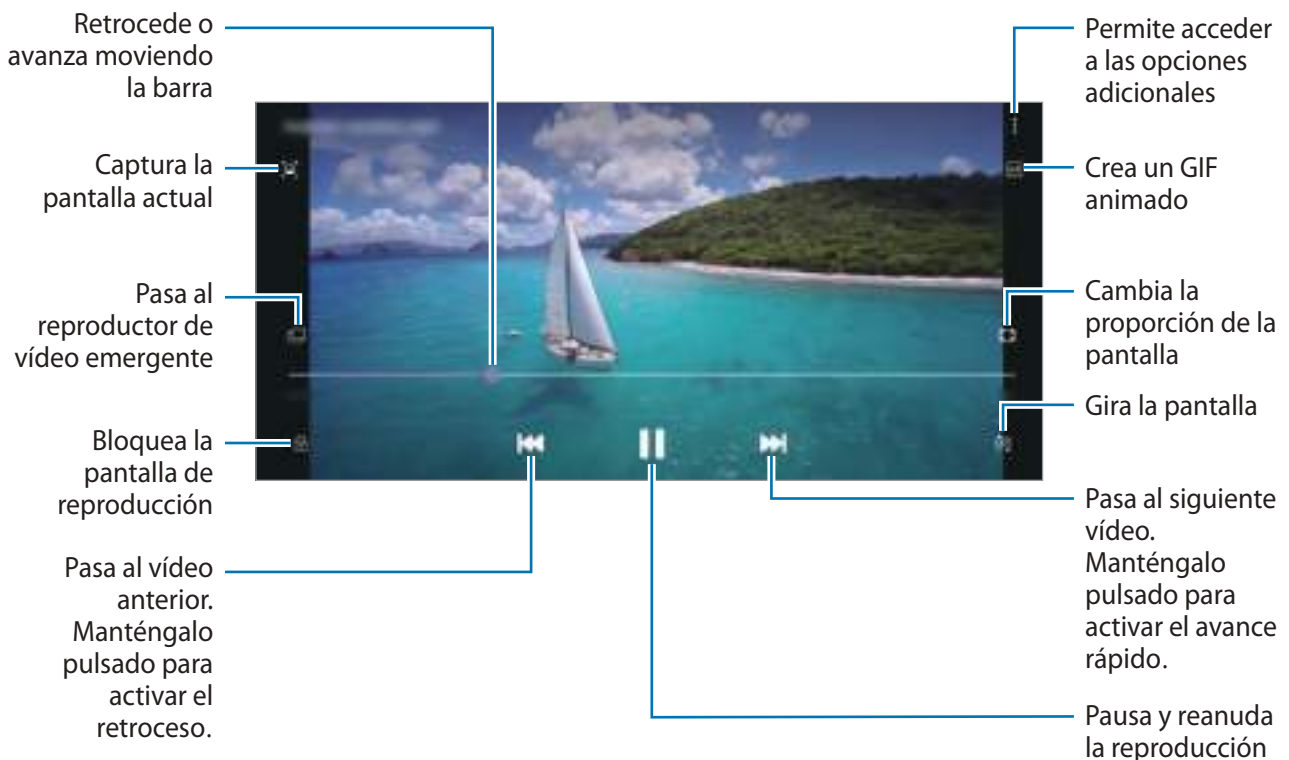 Retrocede o
avanza moviendo
la barra
Captura la
pantalla actual
Pasa al
reproductor de
vídeo emergente
Bloquea la
pantalla de
reproducción
Pasa al vídeo
anterior.
Manténgalo
pulsado para
activar el
retroceso.
Permite acceder
a las opciones
adicionales
Crea un GIF
animado
Cambia la
proporción de la
pantalla
Gira la pantalla
Pasa al siguiente
vídeo.
Manténgalo
pulsado para
activar el avance
rápido.
Pausa y reanuda
la reproducción